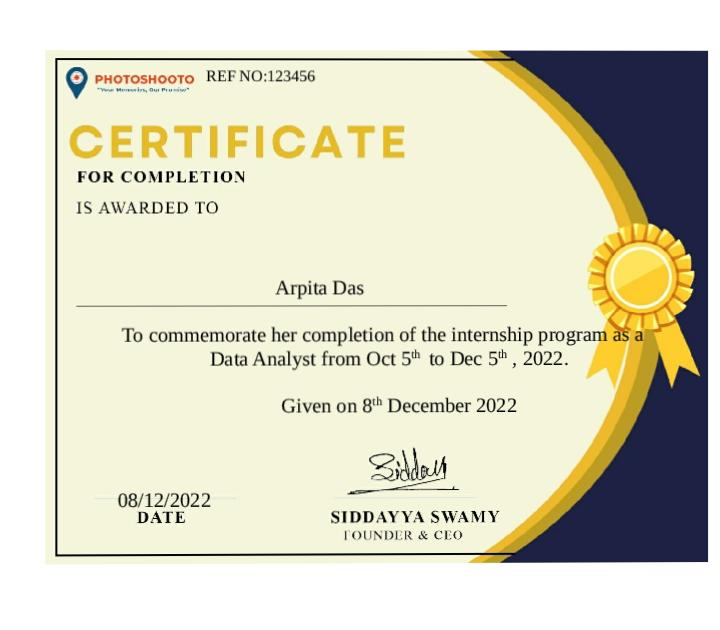 PHOTOSHOOTO REF NO:123456
"Your Memories, Our Promise"
CERTIFICATE
FOR COMPLETION
IS AWARDED TO
Arpita Das
To commemorate her completion of the internship program as a
Data Analyst from Oct 5th to Dec 5th , 2022.
Given on 8th December 2022
Sidday
08/12/2022
DATE
SIDDAYYA SWAMY
FOUNDER & CEO